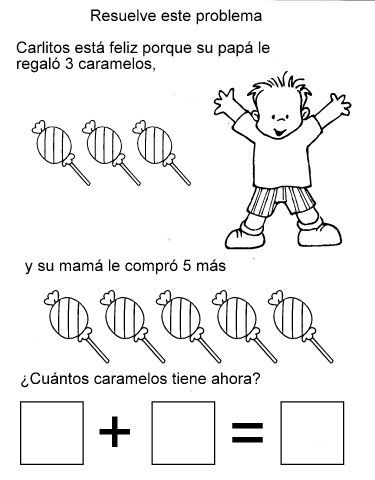 Resuelve este problema
Carlitos está feliz porque su papá le
regaló 3 caramelos,
y su mamá le compró 5 más
¿Cuántos caramelos tiene ahora?
+ =